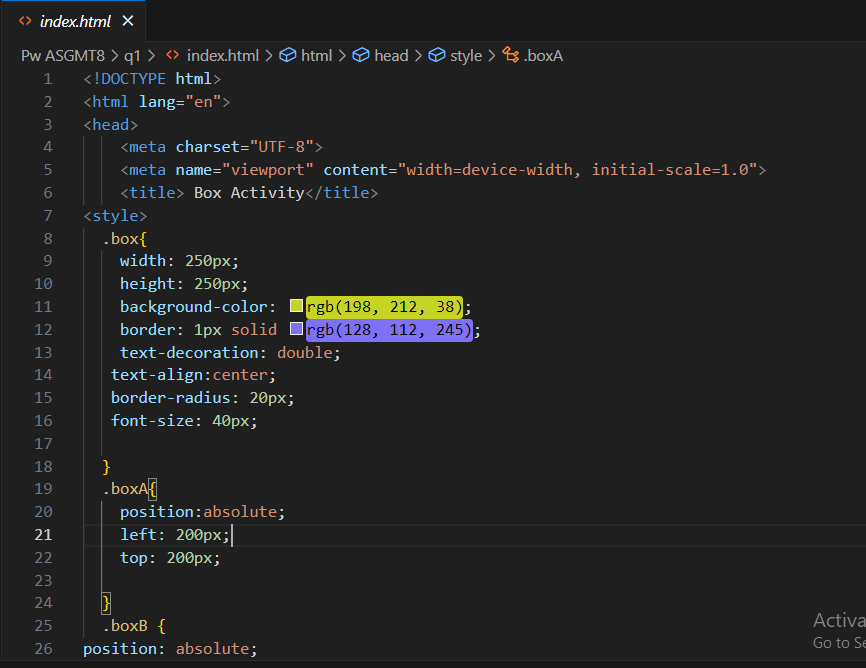 <> index.html ×
Pw ASGMT8 > q1 > <> index.html > html > head > style > .boxA
1 <!DOCTYPE html>
2 <html lang="en">
3 <head>
4 <meta charset="UTF-8">
5 <meta name="viewport" content="width=device-width, initial-scale=1.0">
6 <title> Box Activity</title>
7 <style>
8 .box{
9 width: 250px;
10 height: 250px;
11 background-color: rgb(198, 212, 38);
12 border: 1px solid rgb(128, 112, 245);
13 text-decoration: double;
14 text-align:center;
15 border-radius: 20px;
16 font-size: 40px;
17
18 }
19 .boxA{
20 position:absolute;
21 left: 200px;
22 top: 200px;
23
24 }
25 .boxB {
26 position: absolute;
Activa
Go to Se